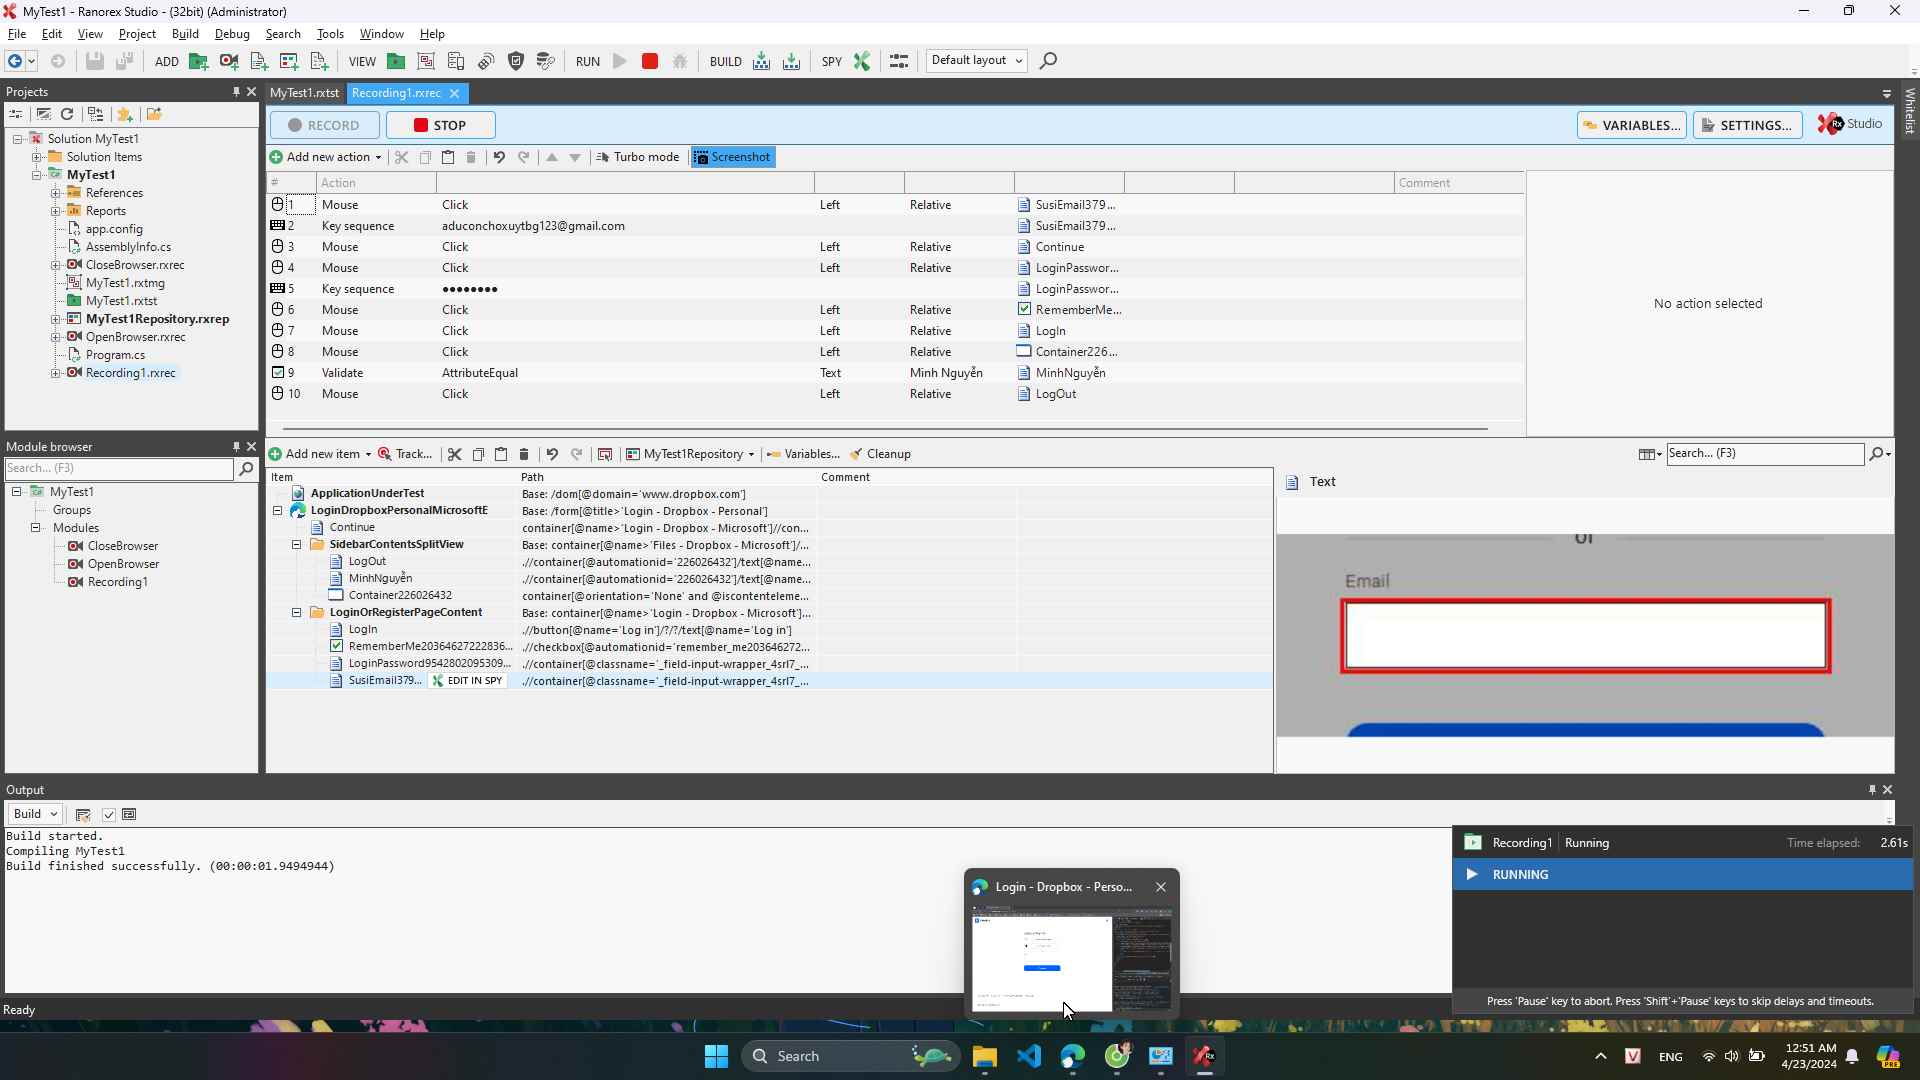 MyTest1 - Ranorex Studio - (32bit) (Administrator)
File Edit View Project Build Debug Search Tools Window Help
ADD VIEW RUN BUILD SPY Default layout
Projects
MyTest1.rxtst Recording1.rxrec
Whitelist
RECORD STOP VARIABLES... SETTINGS... Rx Studio
Solution MyTest1
Solution Items
MyTest1
References
Reports
app.config
AssemblyInfo.cs
CloseBrowser.rxrec
MyTest1.rxtmg
MyTest1.rxtst
MyTest1Repository.rxrep
OpenBrowser.rxrec
Program.cs
Recording1.rxrec
Add new action Turbo mode Screenshot
# Action Comment
1 Mouse Click Left Relative SusiEmail379...
2 Key sequence aduconchoxuytbg123@gmail.com SusiEmail379...
3 Mouse Click Left Relative Continue
4 Mouse Click Left Relative LoginPasswor...
5 Key sequence ●●●●●●●● LoginPasswor...
6 Mouse Click Left Relative RememberMe...
7 Mouse Click Left Relative LogIn
8 Mouse Click Left Relative Container226...
9 Validate AttributeEqual Text Minh Nguyễn MinhNguyễn
10 Mouse Click Left Relative LogOut
No action selected
Module browser
Search... (F3)
MyTest1
Groups
Modules
CloseBrowser
OpenBrowser
Recording1
Add new item Track... MyTest1Repository Variables... Cleanup Search... (F3)
Item Path Comment
ApplicationUnderTest Base: /dom[@domain='www.dropbox.com']
LoginDropboxPersonalMicrosoftE Base: /form[@title>'Login - Dropbox - Personal']
Continue container[@name>'Login - Dropbox - Microsoft']//con...
SidebarContentsSplitView Base: container[@name>'Files - Dropbox - Microsoft']/...
LogOut .//container[@automationid='226026432']/text[@name...
MinhNguyễn .//container[@automationid='226026432']/text[@name...
Container226026432 container[@orientation='None' and @iscontenteleme...
LoginOrRegisterPageContent Base: container[@name>'Login - Dropbox - Microsoft']...
LogIn .//button[@name='Log in']/?/?/text[@name='Log in']
RememberMe20364627222836... .//checkbox[@automationid='remember_me203646272...
LoginPassword9542802095309... .//container[@classname='_field-input-wrapper_4srl7_...
SusiEmail379... EDIT IN SPY .//container[@classname='_field-input-wrapper_4srl7_...
Text
or
Email
Output
Build
Build started.
Compiling MyTest1
Build finished successfully. (00:00:01.9494944)
Recording1 Running Time elapsed: 2.61s
RUNNING
Press 'Pause' key to abort. Press 'Shift'+'Pause' keys to skip delays and timeouts.
Login - Dropbox - Perso...
Ready
Search
ENG
12:51 AM
4/23/2024